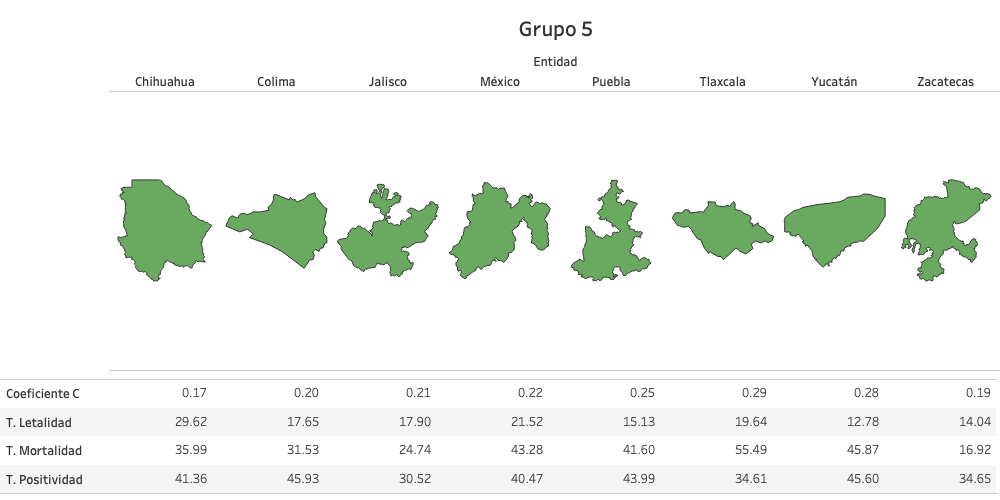 Grupo 5
Entidad
Chihuahua Colima Jalisco México Puebla Tlaxcala Yucatán Zacatecas
Coeficiente C 0.17 0.20 0.21 0.22 0.25 0.29 0.28 0.19
T. Letalidad 29.62 17.65 17.90 21.52 15.13 19.64 12.78 14.04
T. Mortalidad 35.99 31.53 24.74 43.28 41.60 55.49 45.87 16.92
T. Positividad 41.36 45.93 30.52 40.47 43.99 34.61 45.60 34.65